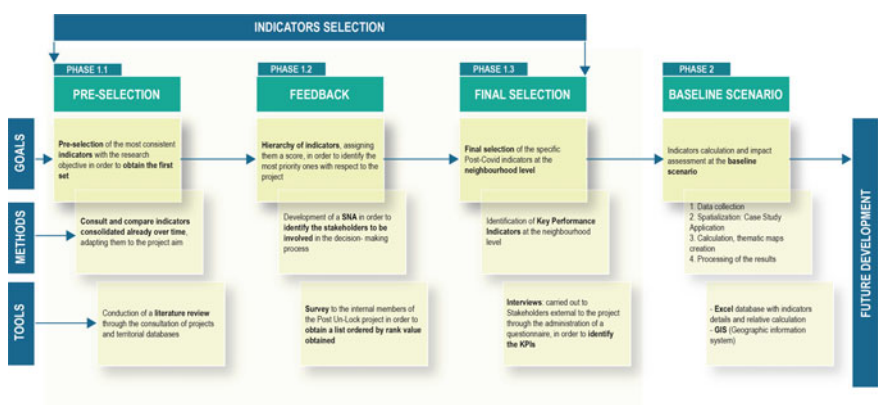 INDICATORS SELECTION
PHASE 1.1
PRE-SELECTION
PHASE 1.2
FEEDBACK
PHASE 1.3
FINAL SELECTION
PHASE 2
BASELINE SCENARIO
GOALS
Pre-selection of the most consistent
indicators with the research
objective in order to obtain the first
set
Hierarchy of indicators, assigning
them a score, in order to identify the
most priority ones with respect to the
project
Final selection of the specific
Post-Covid indicators at the
neighbourhood level
Indicators calculation and impact
assessment at the baseline
scenario
METHODS
Consult and compare indicators
consolidated already over time,
adapting them to the project aim
Development of a SNA in order to
identify the stakeholders to be
involved in the decision- making
process
Identification of Key Performance
Indicators at the neighbourhood
level
1. Data collection
2. Spatialization: Case Study
Application
3. Calculation, thematic maps
creation
4. Processing of the results
TOOLS
Conduction of a literature review
through the consultation of projects
and territorial databases
Survey to the internal members of
the Post Un-Lock project in order to
obtain a list ordered by rank value
obtained
Interviews: carried out to
Stakeholders external to the project
through the administration of a
questionnaire, in order to identify
the KPIs
- Excel database with indicators
details and relative calculation
- GIS (Geographic information
system)
FUTURE DEVELOPMENT